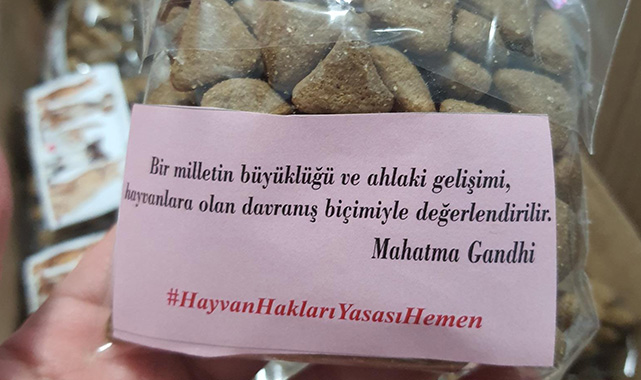 Bir milletin büyüklüğü ve ahlaki gelişimi,
hayvanlara olan davranış biçimiyle değerlendirilir.
Mahatma Gandhi
#HayvanHaklarıYasasıHemen